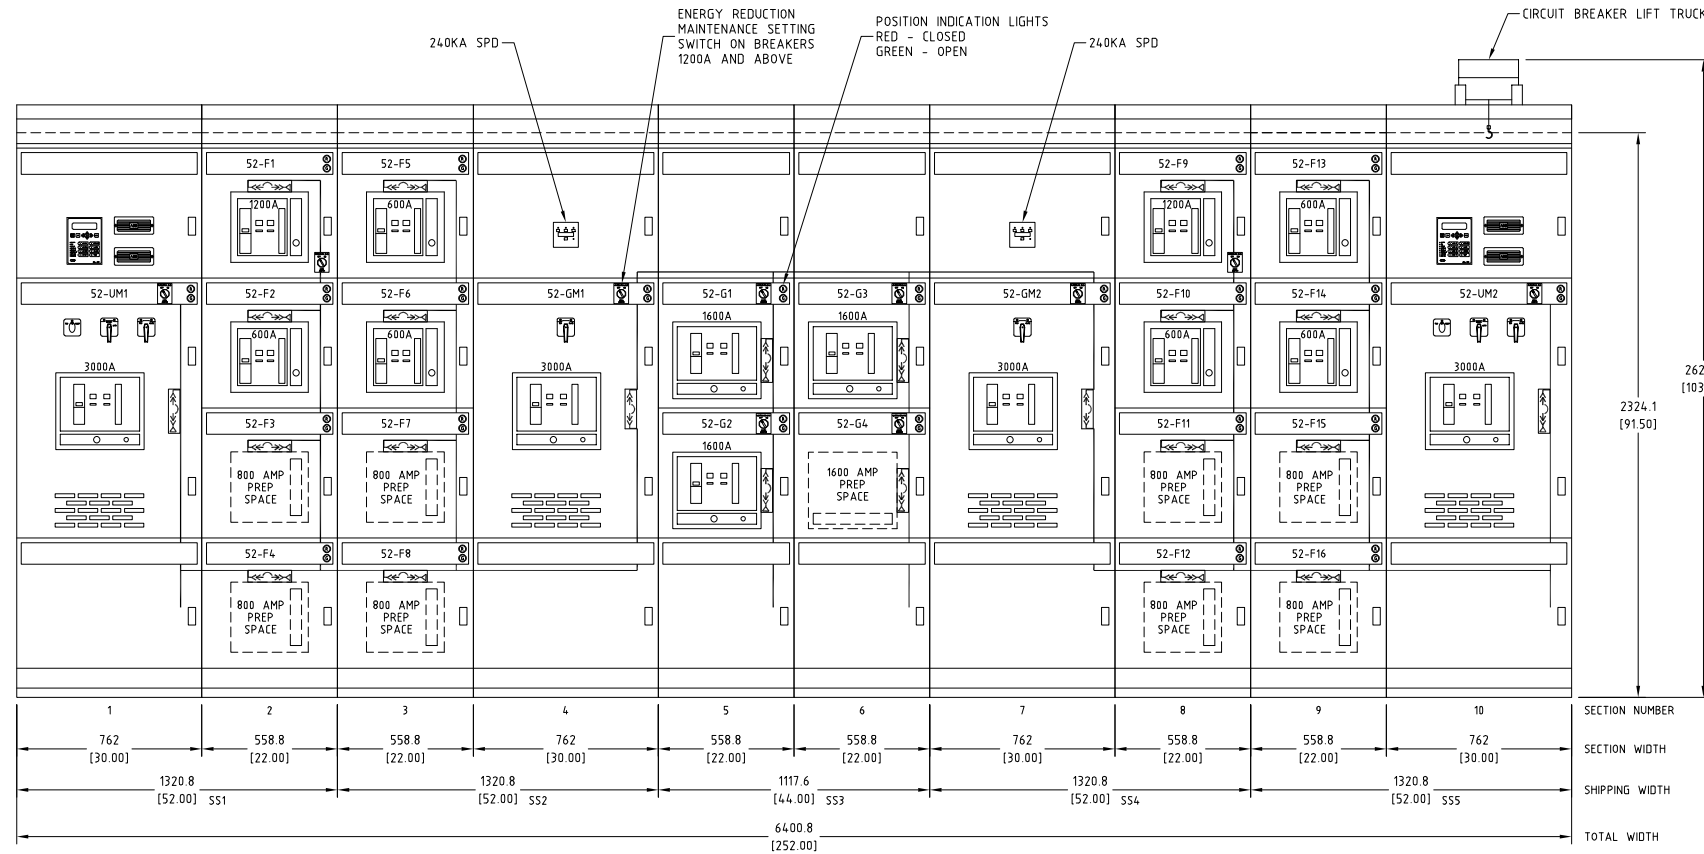 ENERGY REDUCTION
MAINTENANCE SETTING
SWITCH ON BREAKERS
1200A AND ABOVE
POSITION INDICATION LIGHTS
RED - CLOSED
GREEN - OPEN
CIRCUIT BREAKER LIFT TRUCK
240KA SPD
240KA SPD
52-F1
52-F5
52-F9
52-F13
1200A
600A
1200A
600A
52-UM1
52-F2
52-F6
52-GM1
52-G1
52-G3
52-GM2
52-F10
52-F14
52-UM2
1600A
1600A
600A
600A
600A
600A
3000A
3000A
3000A
3000A
52-F3
52-F7
52-G2
52-G4
52-F11
52-F15
1600A
800 AMP
PREP
SPACE
800 AMP
PREP
SPACE
1600 AMP
PREP
SPACE
800 AMP
PREP
SPACE
800 AMP
PREP
SPACE
52-F4
52-F8
52-F12
52-F16
800 AMP
PREP
SPACE
800 AMP
PREP
SPACE
800 AMP
PREP
SPACE
800 AMP
PREP
SPACE
262
[103
2324.1
[91.50]
1 2 3 4 5 6 7 8 9 10 SECTION NUMBER
762 558.8 558.8 762 558.8 558.8 762 558.8 558.8 762 SECTION WIDTH
[30.00] [22.00] [22.00] [30.00] [22.00] [22.00] [30.00] [22.00] [22.00] [30.00]
1320.8 1320.8 1117.6 1320.8 1320.8 SHIPPING WIDTH
[52.00] SS1 [52.00] SS2 [44.00] SS3 [52.00] SS4 [52.00] SS5
6400.8 TOTAL WIDTH
[252.00]